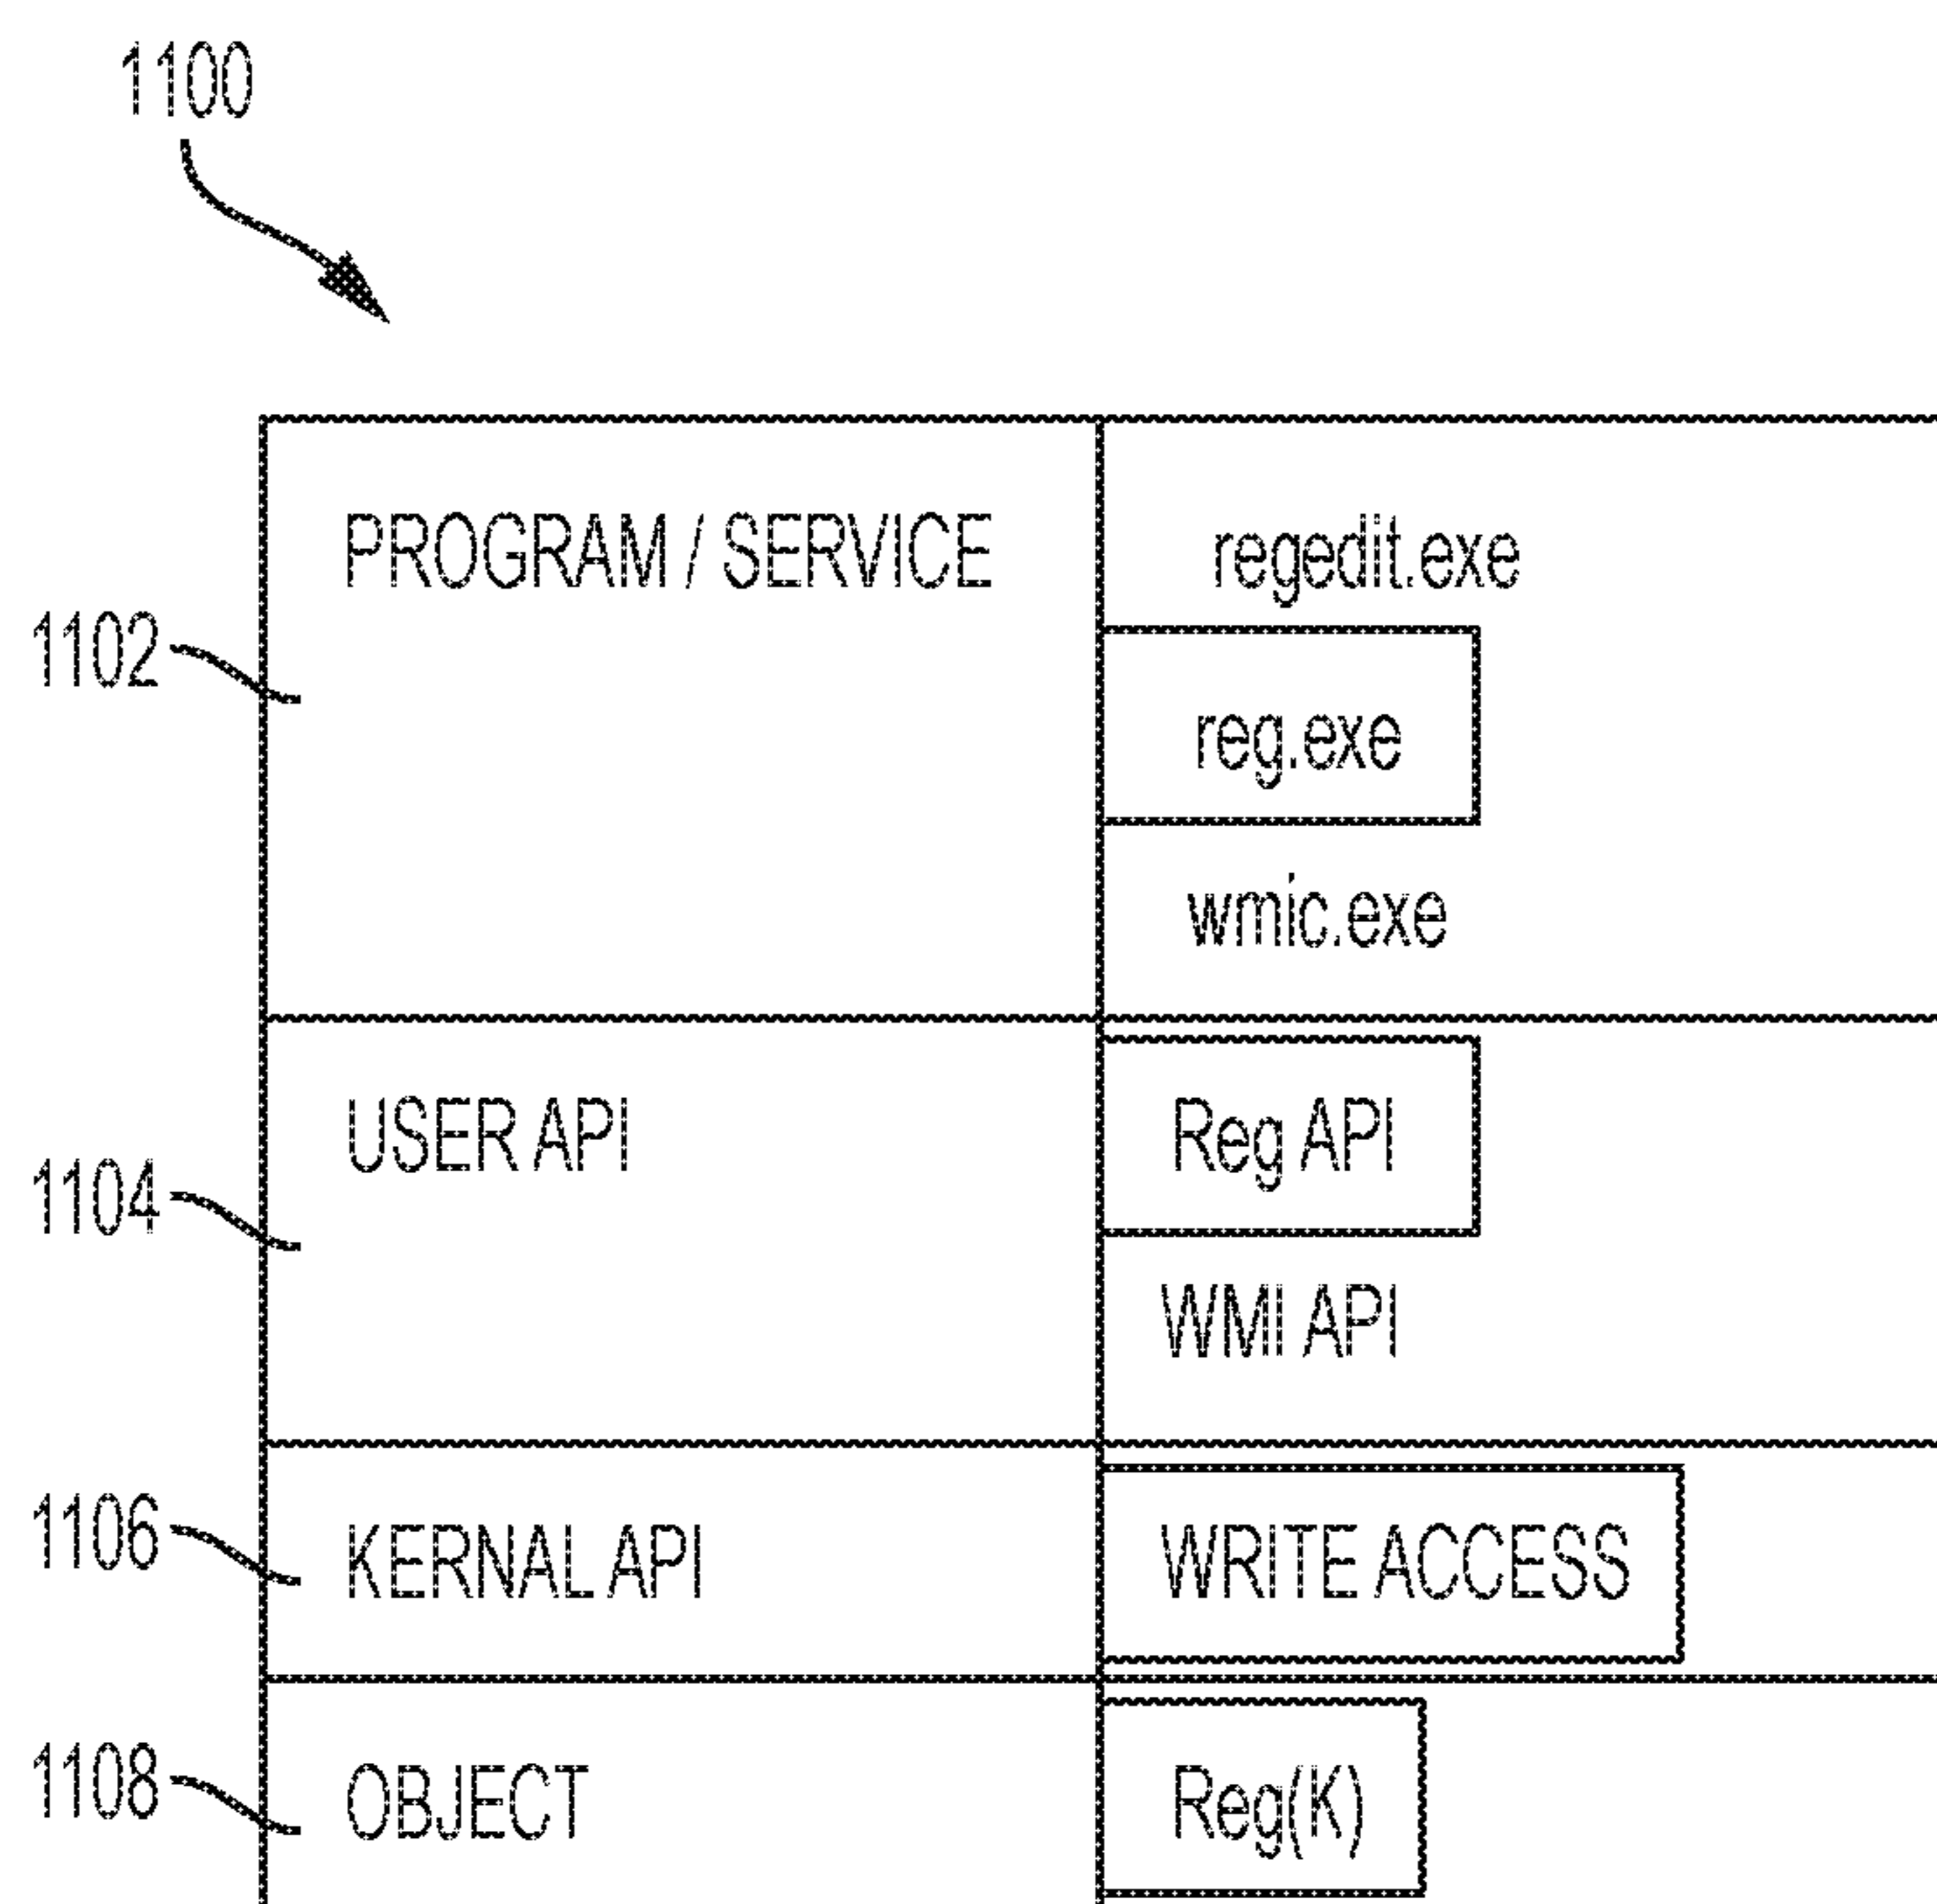 1100
PROGRAM / SERVICE
regedit.exe
1102
reg.exe
wmic.exe
USER API
Reg API
1104
WMI API
1106
KERNAL API
WRITE ACCESS
1108
OBJECT
Reg(K)